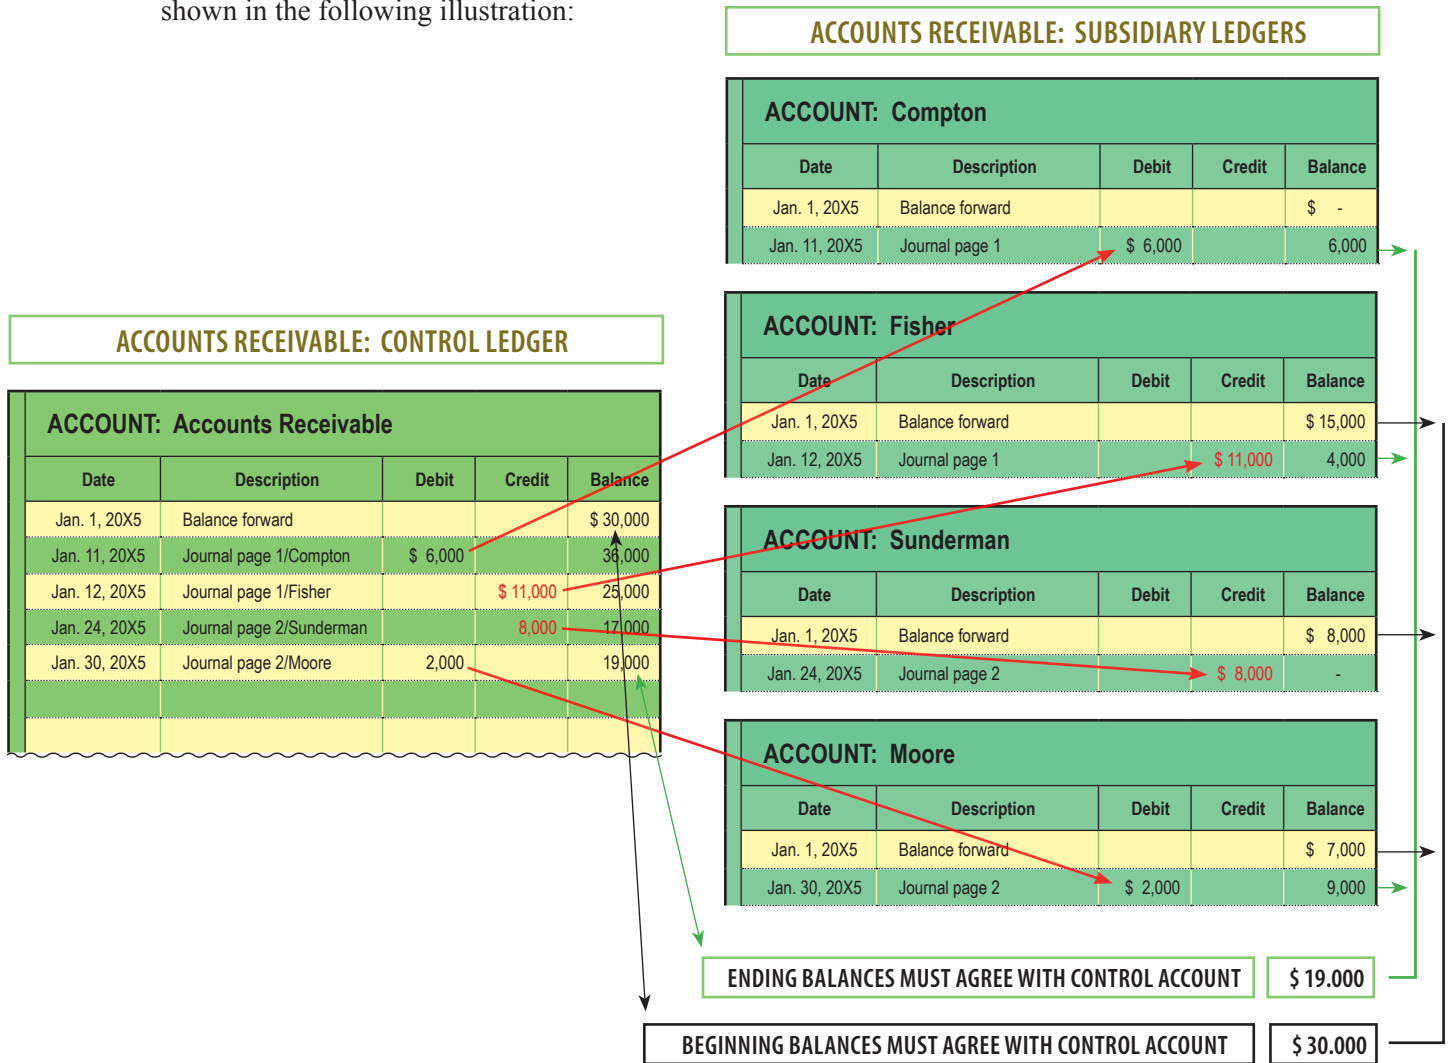 shown in the following illustration:
ACCOUNTS RECEIVABLE: SUBSIDIARY LEDGERS
ACCOUNT: Compton
Date Description Debit Credit Balance
Jan. 1, 20X5 Balance forward $ -
Jan. 11, 20X5 Journal page 1 $ 6,000 6,000
ACCOUNT: Fisher
Date Description Debit Credit Balance
Jan. 1, 20X5 Balance forward $ 15,000
Jan. 12, 20X5 Journal page 1 $ 11,000 4,000
ACCOUNT: Sunderman
Date Description Debit Credit Balance
Jan. 1, 20X5 Balance forward $ 8,000
Jan. 24, 20X5 Journal page 2 $ 8,000 -
ACCOUNT: Moore
Date Description Debit Credit Balance
Jan. 1, 20X5 Balance forward $ 7,000
Jan. 30, 20X5 Journal page 2 $ 2,000 9,000
ACCOUNTS RECEIVABLE: CONTROL LEDGER
ACCOUNT: Accounts Receivable
Date Description Debit Credit Balance
Jan. 1, 20X5 Balance forward $ 30,000
Jan. 11, 20X5 Journal page 1/Compton $ 6,000 36,000
Jan. 12, 20X5 Journal page 1/Fisher $ 11,000 25,000
Jan. 24, 20X5 Journal page 2/Sunderman 8,000 17,000
Jan. 30, 20X5 Journal page 2/Moore 2,000 19,000
ENDING BALANCES MUST AGREE WITH CONTROL ACCOUNT $ 19.000
BEGINNING BALANCES MUST AGREE WITH CONTROL ACCOUNT $ 30.000